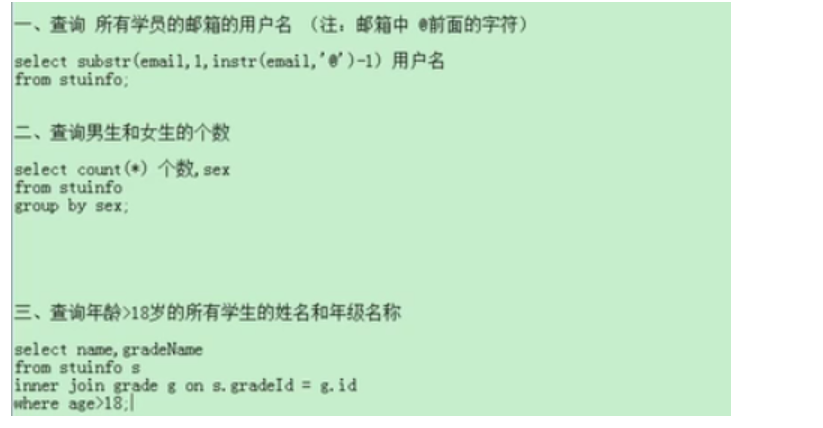 一、查询 所有学员的邮箱的用户名 （注：邮箱中 @前面的字符）
select substr(email,1,instr(email,'@')-1) 用户名
from stuinfo;
二、查询男生和女生的个数
select count(*) 个数,sex
from stuinfo
group by sex;
三、查询年龄>18岁的所有学生的姓名和年级名称
select name,gradeName
from stuinfo s
inner join grade g on s.gradeId = g.id
where age>18;